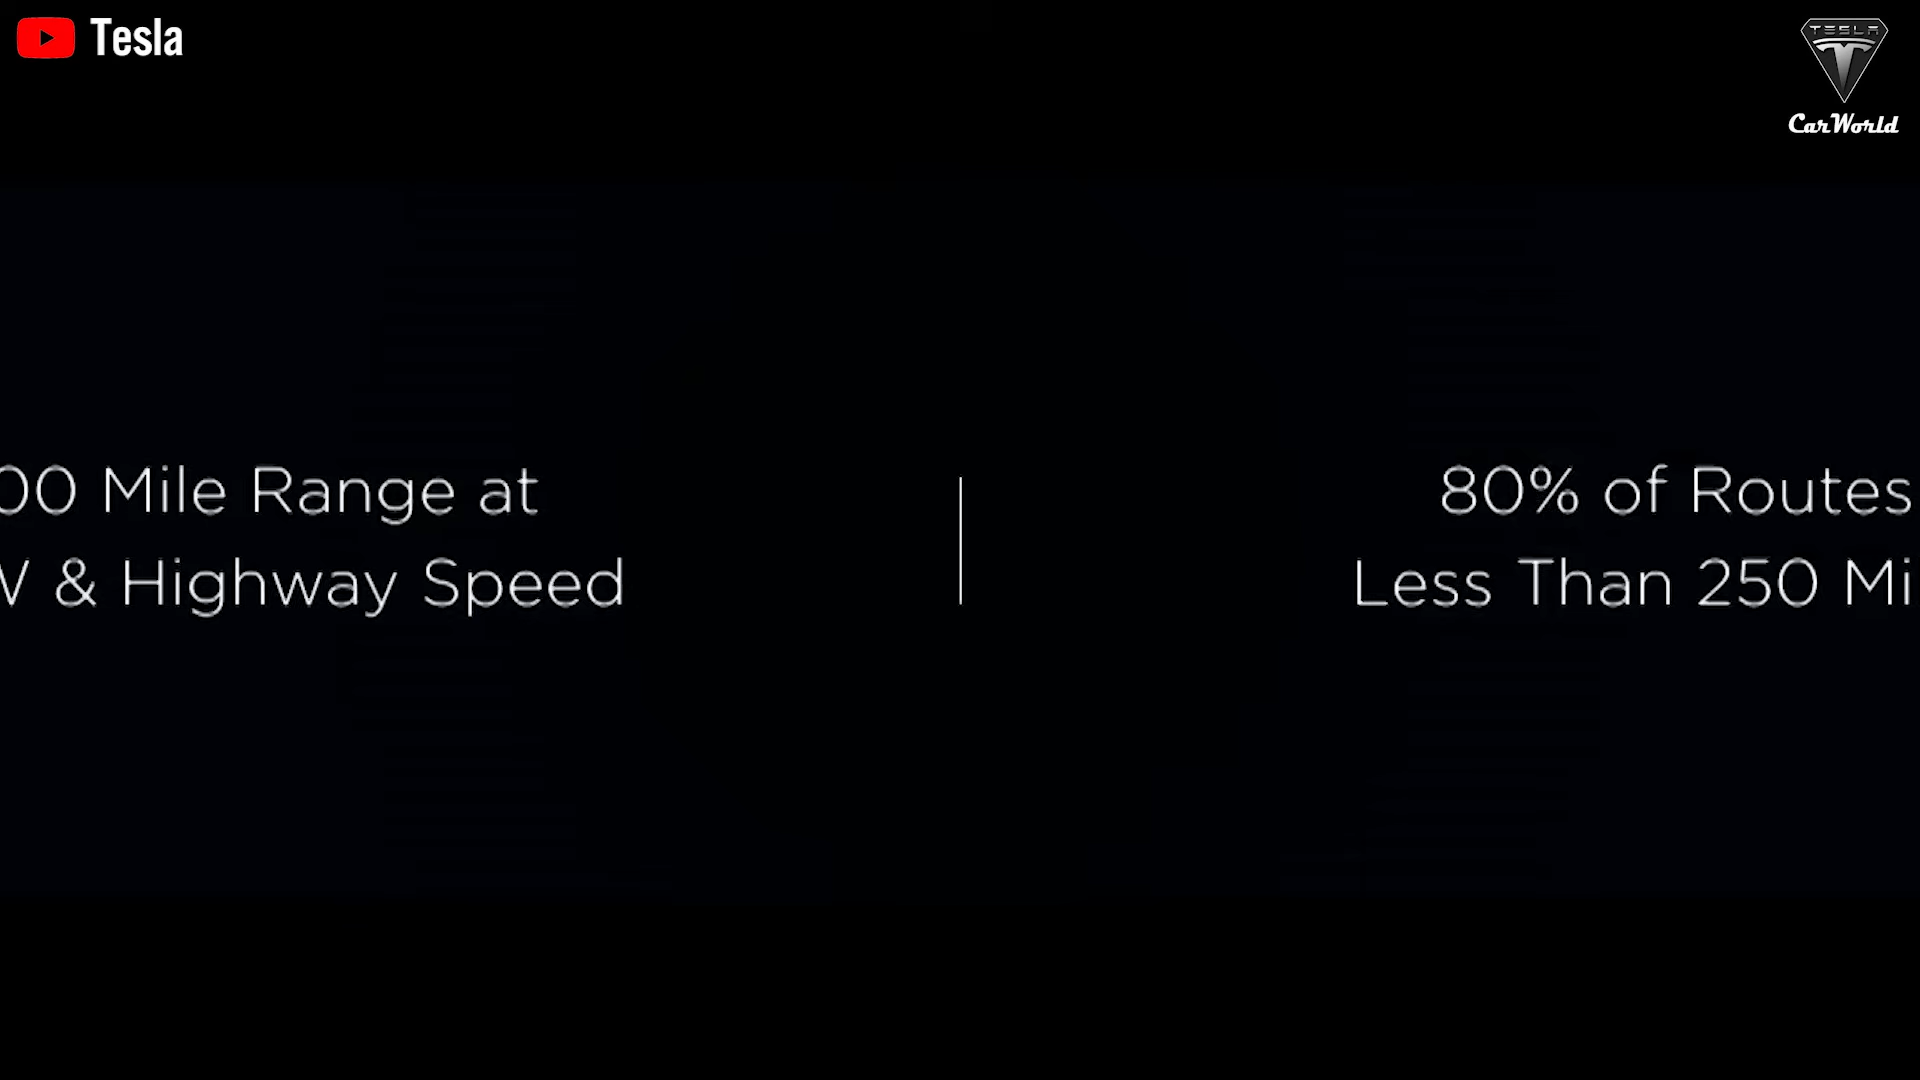 Tesla
TESLA
CarWorld
00 Mile Range at
& Highway Speed
80% of Routes
Less Than 250 Mi